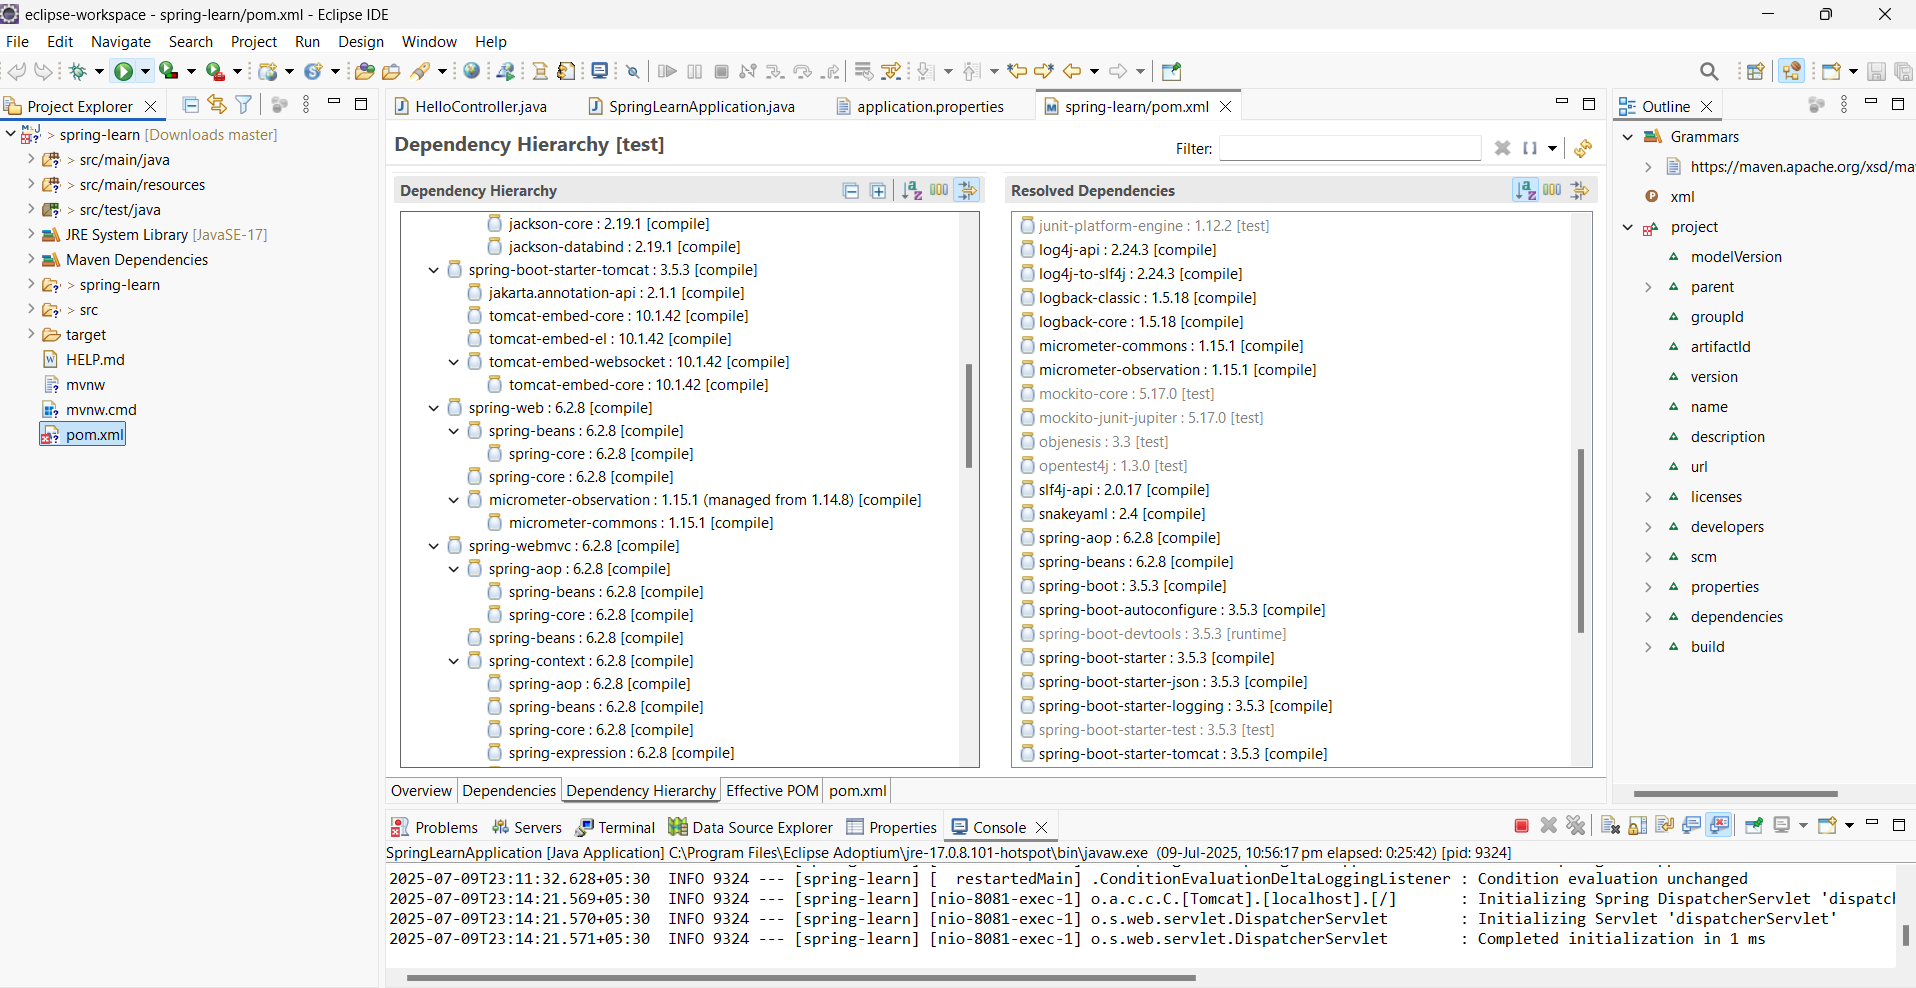 eclipse-workspace - spring-learn/pom.xml - Eclipse IDE
File Edit Navigate Search Project Run Design Window Help
Project Explorer
> spring-learn [Downloads master]
> src/main/java
> src/main/resources
> src/test/java
JRE System Library [JavaSE-17]
Maven Dependencies
> spring-learn
> src
target
HELP.md
mvnw
mvnw.cmd
pom.xml
HelloController.java
SpringLearnApplication.java
application.properties
spring-learn/pom.xml
Dependency Hierarchy [test]
Filter:
Dependency Hierarchy
jackson-core : 2.19.1 [compile]
jackson-databind : 2.19.1 [compile]
spring-boot-starter-tomcat : 3.5.3 [compile]
jakarta.annotation-api : 2.1.1 [compile]
tomcat-embed-core : 10.1.42 [compile]
tomcat-embed-el : 10.1.42 [compile]
tomcat-embed-websocket : 10.1.42 [compile]
tomcat-embed-core : 10.1.42 [compile]
spring-web : 6.2.8 [compile]
spring-beans : 6.2.8 [compile]
spring-core : 6.2.8 [compile]
spring-core : 6.2.8 [compile]
micrometer-observation : 1.15.1 (managed from 1.14.8) [compile]
micrometer-commons : 1.15.1 [compile]
spring-webmvc : 6.2.8 [compile]
spring-aop : 6.2.8 [compile]
spring-beans : 6.2.8 [compile]
spring-core : 6.2.8 [compile]
spring-beans : 6.2.8 [compile]
spring-context : 6.2.8 [compile]
spring-aop : 6.2.8 [compile]
spring-beans : 6.2.8 [compile]
spring-core : 6.2.8 [compile]
spring-expression : 6.2.8 [compile]
Resolved Dependencies
junit-platform-engine : 1.12.2 [test]
log4j-api : 2.24.3 [compile]
log4j-to-slf4j : 2.24.3 [compile]
logback-classic : 1.5.18 [compile]
logback-core : 1.5.18 [compile]
micrometer-commons : 1.15.1 [compile]
micrometer-observation : 1.15.1 [compile]
mockito-core : 5.17.0 [test]
mockito-junit-jupiter : 5.17.0 [test]
objenesis : 3.3 [test]
opentest4j : 1.3.0 [test]
slf4j-api : 2.0.17 [compile]
snakeyaml : 2.4 [compile]
spring-aop : 6.2.8 [compile]
spring-beans : 6.2.8 [compile]
spring-boot : 3.5.3 [compile]
spring-boot-autoconfigure : 3.5.3 [compile]
spring-boot-devtools : 3.5.3 [runtime]
spring-boot-starter : 3.5.3 [compile]
spring-boot-starter-json : 3.5.3 [compile]
spring-boot-starter-logging : 3.5.3 [compile]
spring-boot-starter-test : 3.5.3 [test]
spring-boot-starter-tomcat : 3.5.3 [compile]
Overview Dependencies Dependency Hierarchy Effective POM pom.xml
Outline
Grammars
https://maven.apache.org/xsd/ma
xml
project
modelVersion
parent
groupId
artifactId
version
name
description
url
licenses
developers
scm
properties
dependencies
build
Problems Servers Terminal Data Source Explorer Properties Console
SpringLearnApplication [Java Application] C:\Program Files\Eclipse Adoptium\jre-17.0.8.101-hotspot\bin\javaw.exe (09-Jul-2025, 10:56:17 pm elapsed: 0:25:42) [pid: 9324]
2025-07-09T23:11:32.628+05:30 INFO 9324 --- [spring-learn] [ restartedMain] .ConditionEvaluationDeltaLoggingListener : Condition evaluation unchanged
2025-07-09T23:14:21.569+05:30 INFO 9324 --- [spring-learn] [nio-8081-exec-1] o.a.c.c.C.[Tomcat].[localhost].[/] : Initializing Spring DispatcherServlet 'dispatc
2025-07-09T23:14:21.570+05:30 INFO 9324 --- [spring-learn] [nio-8081-exec-1] o.s.web.servlet.DispatcherServlet : Initializing Servlet 'dispatcherServlet'
2025-07-09T23:14:21.571+05:30 INFO 9324 --- [spring-learn] [nio-8081-exec-1] o.s.web.servlet.DispatcherServlet : Completed initialization in 1 ms